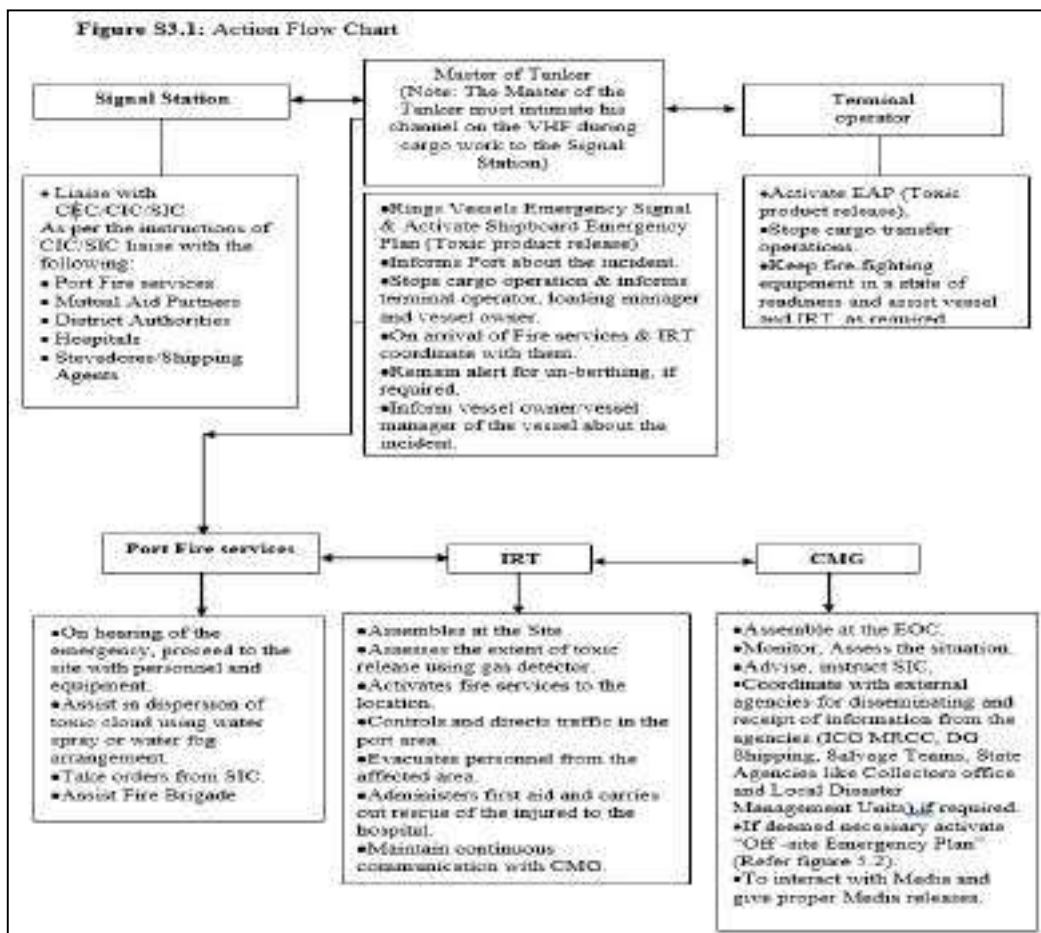 Figure S3.1: Action Flow Chart
Signal Station
Master of Tanker
(Note: The Master of the
Tanker must intimate his
channel on the VHF during
cargo work to the Signal
Station)
Terminal
operator
• Liaise with
CEC/CIC/SIC
As per the instructions of
CIC/SIC liaise with the
following:
• Port Fire services
• Mutual Aid Partners
• District Authorities
• Hospitals
• Stevedores/Shipping
Agents
•Rings Vessels Emergency Signal
& Activate Shipboard Emergency
Plan (Toxic product release)
•Informs Port about the incident.
•Stops cargo operation & informs
terminal operator, loading manager
and vessel owner.
•On arrival of Fire services & IRT
coordinate with them.
•Remain alert for un-berthing, if
required.
•Inform vessel owner/vessel
manager of the vessel about the
incident.
•Activate EAP (Toxic
product release),
•Stops cargo transfer
operations.
•Keep fire-fighting
equipment in a state of
readiness and assist vessel
and IRT, as required
Port Fire services
IRT
CMG
•On hearing of the
emergency, proceed to the
site with personnel and
equipment.
•Assist in dispersion of
toxic cloud using water
spray or water fog
arrangement.
•Take orders from SIC.
•Assist Fire Brigade
•Assembles at the Site
•Assesses the extent of toxic
release using gas detector.
•Activates fire services to the
location.
•Controls and directs traffic in the
port area.
•Evacuates personnel from the
affected area.
•Administers first aid and carries
out rescue of the injured to the
hospital.
•Maintain continuous
communication with CMG.
•Assemble at the EOC,
•Monitor, Assess the situation,
•Advise, instruct SIC,
•Coordinate with external
agencies for disseminating and
receipt of information from the
agencies (ICG MRCC, DG
Shipping, Salvage Teams, State
Agencies like Collectors office
and Local Disaster
Management Units),if required.
•If deemed necessary activate
"Off -site Emergency Plan"
(Refer figure 5.2).
•To interact with Media and
give proper Media releases.